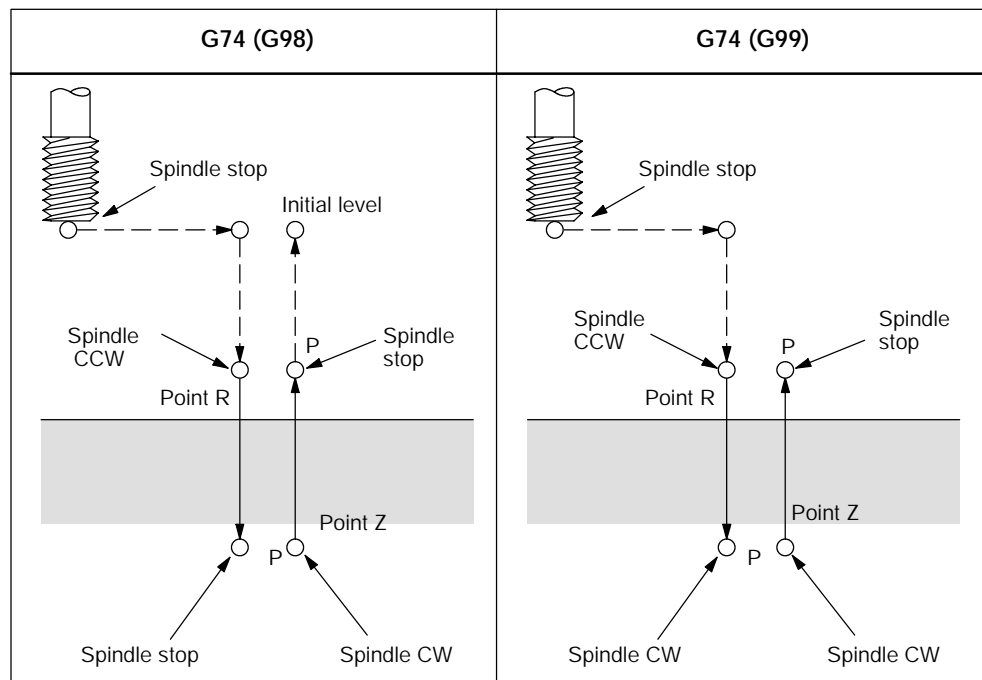 G74 (G98)
Spindle stop
Initial level
Spindle
CCW
P
Spindle
stop
Point R
Point Z
P
Spindle stop
Spindle CW
G74 (G99)
Spindle stop
Spindle
CCW
P
Spindle
stop
Point R
Point Z
P
Spindle CW
Spindle CW